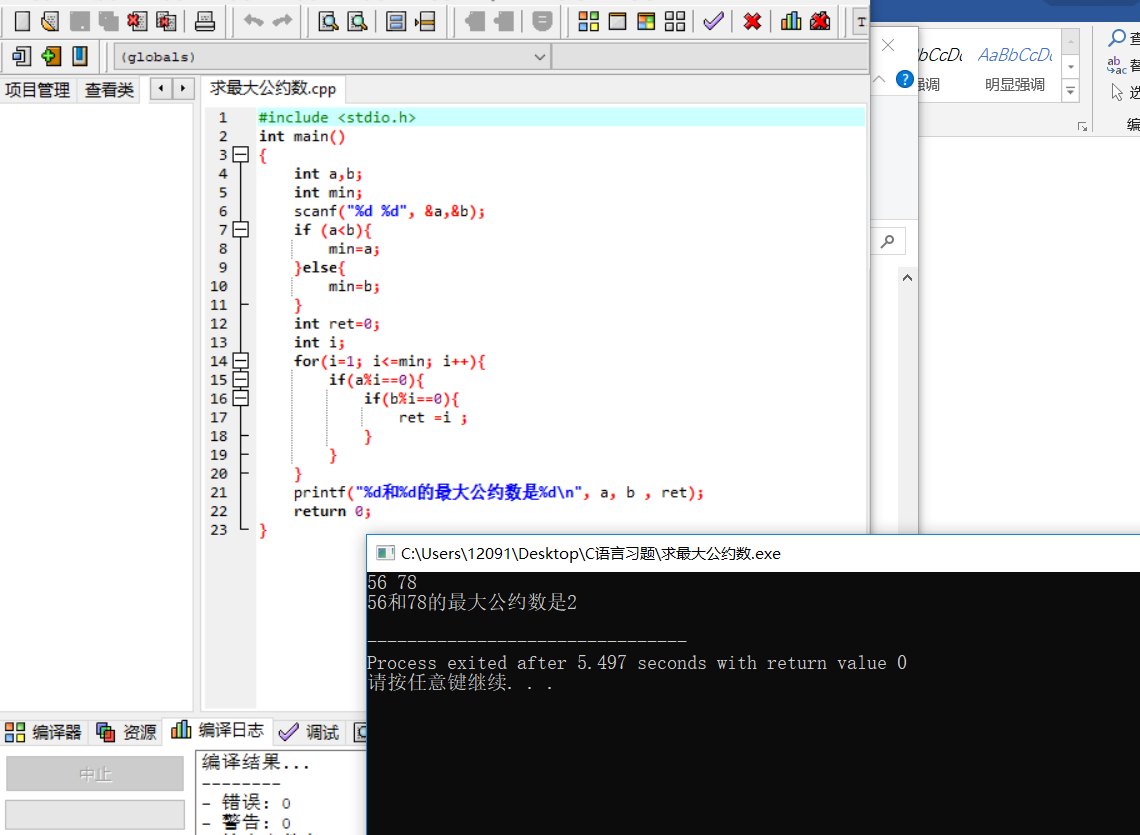 (globals)
项目管理 查看类
求最大公约数.cpp
1 #include <stdio.h>
2 int main()
3 {
4 int a,b;
5 int min;
6 scanf("%d %d", &a,&b);
7 if (a<b){
8 min=a;
9 }else{
10 min=b;
11 }
12 int ret=0;
13 int i;
14 for(i=1; i<=min; i++){
15 if(a%i==0){
16 if(b%i==0){
17 ret =i ;
18 }
19 }
20 }
21 printf("%d和%d的最大公约数是%d\n", a, b , ret);
22 return 0;
23 }
bCcDc AaBbCcDc
强调 明显强调
C:\Users\12091\Desktop\C语言习题\求最大公约数.exe
56 78
56和78的最大公约数是2
--------------------------------
Process exited after 5.497 seconds with return value 0
请按任意键继续. . .
编译器 资源 编译日志 调试
中止
编译结果...
--------
- 错误: 0
- 警告: 0